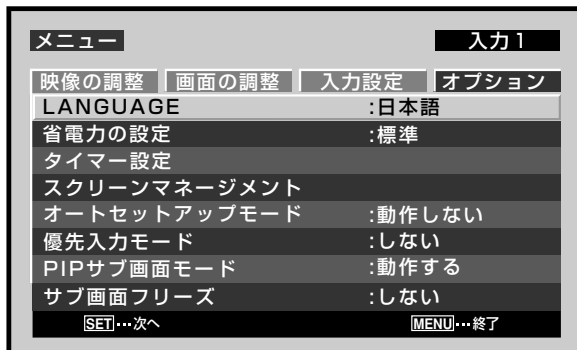 メニュー 入力1
映像の調整 画面の調整 入力設定 オプション
LANGUAGE :日本語
省電力の設定 :標準
タイマー設定
スクリーンマネージメント
オートセットアップモード :動作しない
優先入力モード :しない
PIPサブ画面モード :動作する
サブ画面フリーズ :しない
SET…次へ MENU…終了